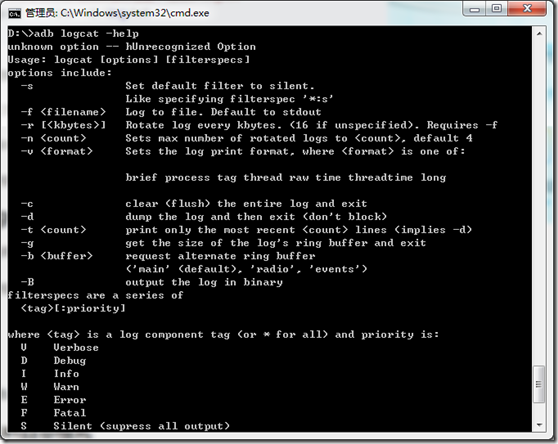 管理员: C:\Windows\system32\cmd.exe
D:\>adb logcat -help
unknown option -- hUnrecognized Option
Usage: logcat [options] [filterspecs]
options include:
  -s              Set default filter to silent.
                  Like specifying filterspec '*:s'
  -f <filename>   Log to file. Default to stdout
  -r [<kbytes>]   Rotate log every kbytes. (16 if unspecified). Requires -f
  -n <count>      Sets max number of rotated logs to <count>, default 4
  -v <format>     Sets the log print format, where <format> is one of:
                  brief process tag thread raw time threadtime long
  -c              clear (flush) the entire log and exit
  -d              dump the log and then exit (don't block)
  -t <count>      print only the most recent <count> lines (implies -d)
  -g              get the size of the log's ring buffer and exit
  -b <buffer>     request alternate ring buffer
                  ('main' (default), 'radio', 'events')
  -B              output the log in binary
filterspecs are a series of
  <tag>[:priority]
where <tag> is a log component tag (or * for all) and priority is:
  V    Verbose
  D    Debug
  I    Info
  W    Warn
  E    Error
  F    Fatal
  S    Silent (supress all output)